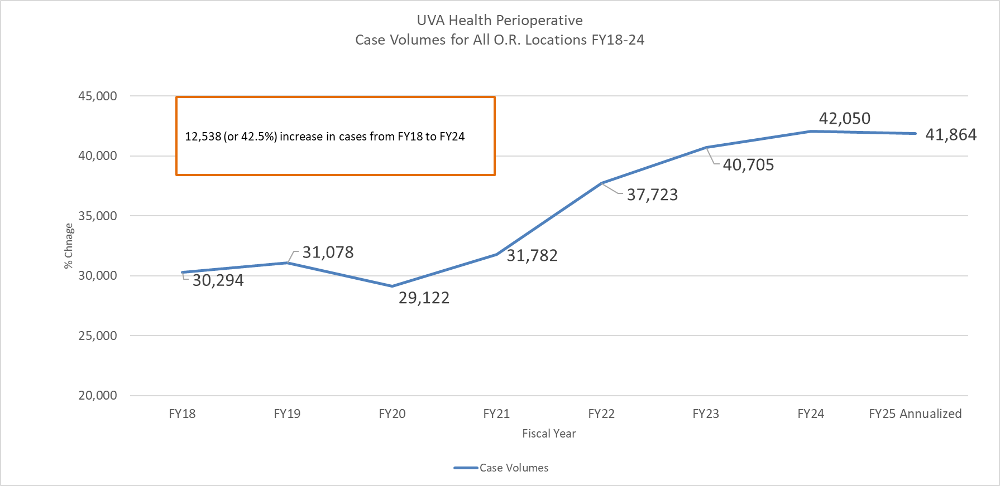 UVA Health Perioperative
Case Volumes for All O.R. Locations FY18-24
45,000
40,000
35,000
30,000
25,000
20,000
% Chnage
12,538 (or 42.5%) increase in cases from FY18 to FY24
30,294
31,078
29,122
31,782
37,723
40,705
42,050
41,864
FY18
FY19
FY20
FY21
FY22
FY23
FY24
FY25 Annualized
Fiscal Year
Case Volumes